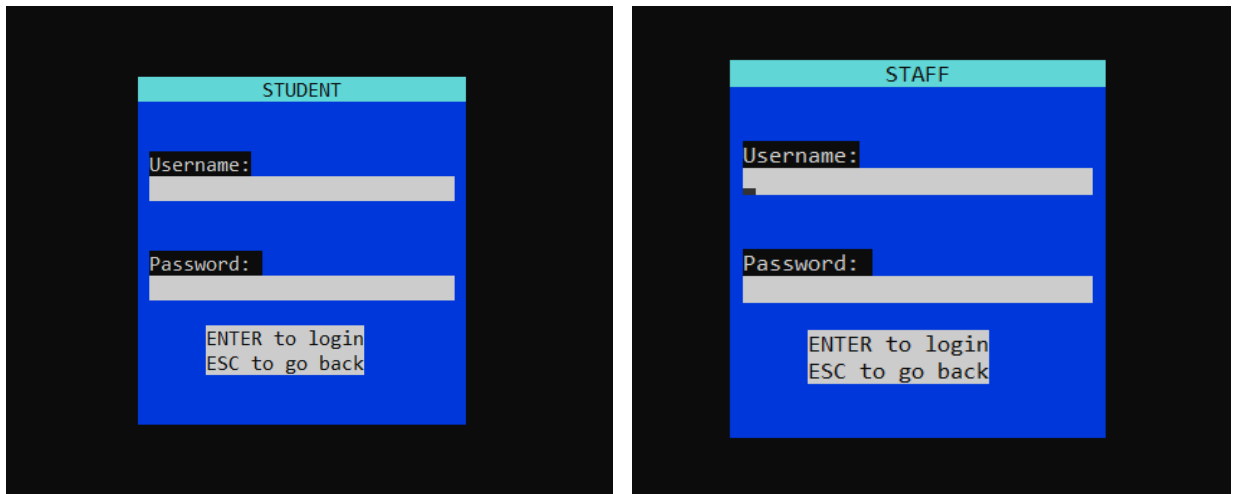 STUDENT
Username:
Password:
ENTER to login
ESC to go back
STAFF
Username:
Password:
ENTER to login
ESC to go back